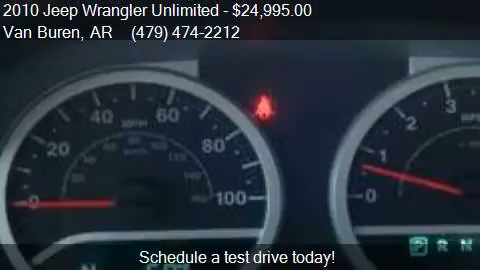 2010 Jeep Wrangler Unlimited - $24,995.00
Van Buren, AR (479) 474-2212
0 20 40 60 80 100
MPH
0 1 2 3
P R N
Schedule a test drive today!